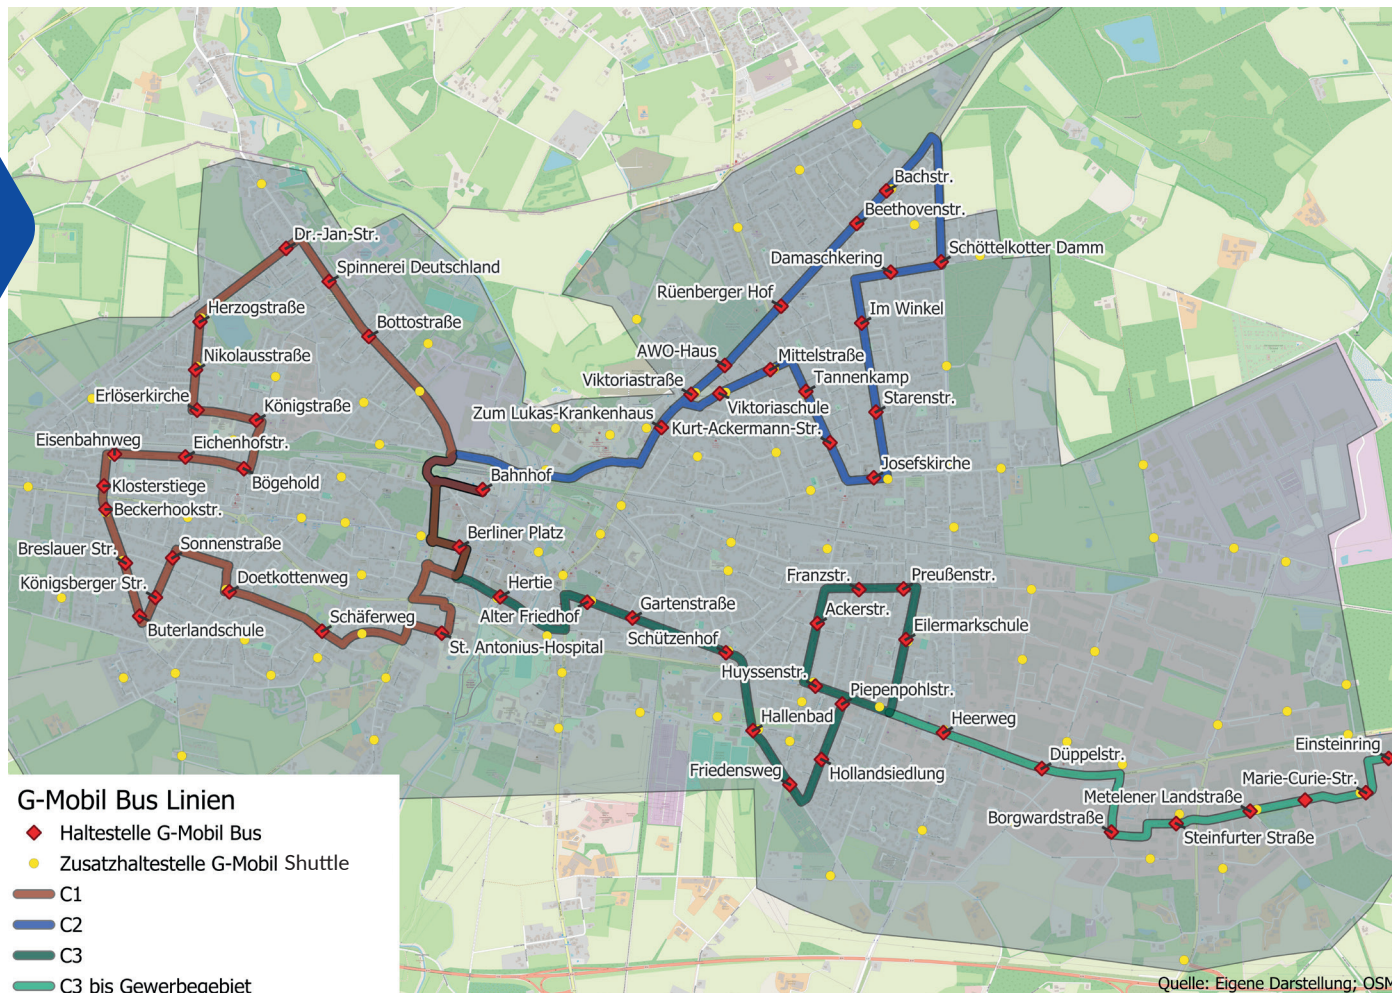 Bachstr.
Beethovenstr.
Dr.-Jan-Str.
Schöttelkotter Damm
Damaschkering
Spinnerei Deutschland
Rüenberger Hof
Herzogstraße
Im Winkel
Bottostraße
AWO-Haus
Mittelstraße
Nikolausstraße
Viktoriastraße
Tannenkamp
Erlöserkirche
Königstraße
Viktoriaschule
Starenstr.
Zum Lukas-Krankenhaus
Kurt-Ackermann-Str.
Eisenbahnweg
Eichenhofstr.
Josefskirche
Bahnhof
Bögehold
Klosterstiege
Beckerhookstr.
Berliner Platz
Breslauer Str.
Sonnenstraße
Königsberger Str.
Doetkottenweg
Hertie
Franzstr.
Preußenstr.
Gartenstraße
Ackerstr.
Alter Friedhof
Schäferweg
Eilermarkschule
Buterlandschule
Schützenhof
St. Antonius-Hospital
Huyssenstr.
Piepenpohlstr.
Hallenbad
Heerweg
Einsteinring
Düppelstr.
Friedensweg
Hollandsiedlung
Marie-Curie-Str.
Metelener Landstraße
Borgwardstraße
Steinfurter Straße
G-Mobil Bus Linien
Haltestelle G-Mobil Bus
Zusatzhaltestelle G-Mobil Shuttle
C1
C2
C3
C3 bis Gewerbegebiet
Quelle: Eigene Darstellung; OSM